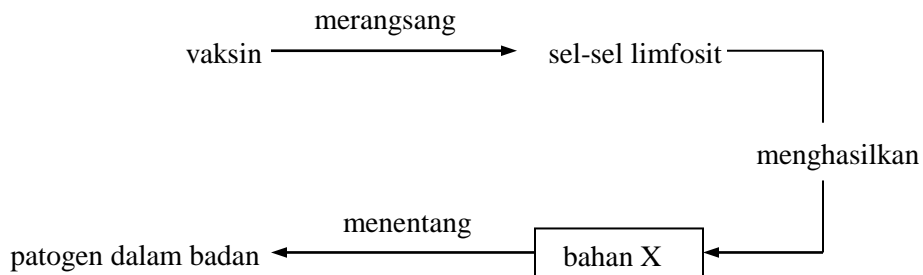 merangsang
vaksin
sel-sel limfosit
menghasilkan
menentang
patogen dalam badan
bahan X